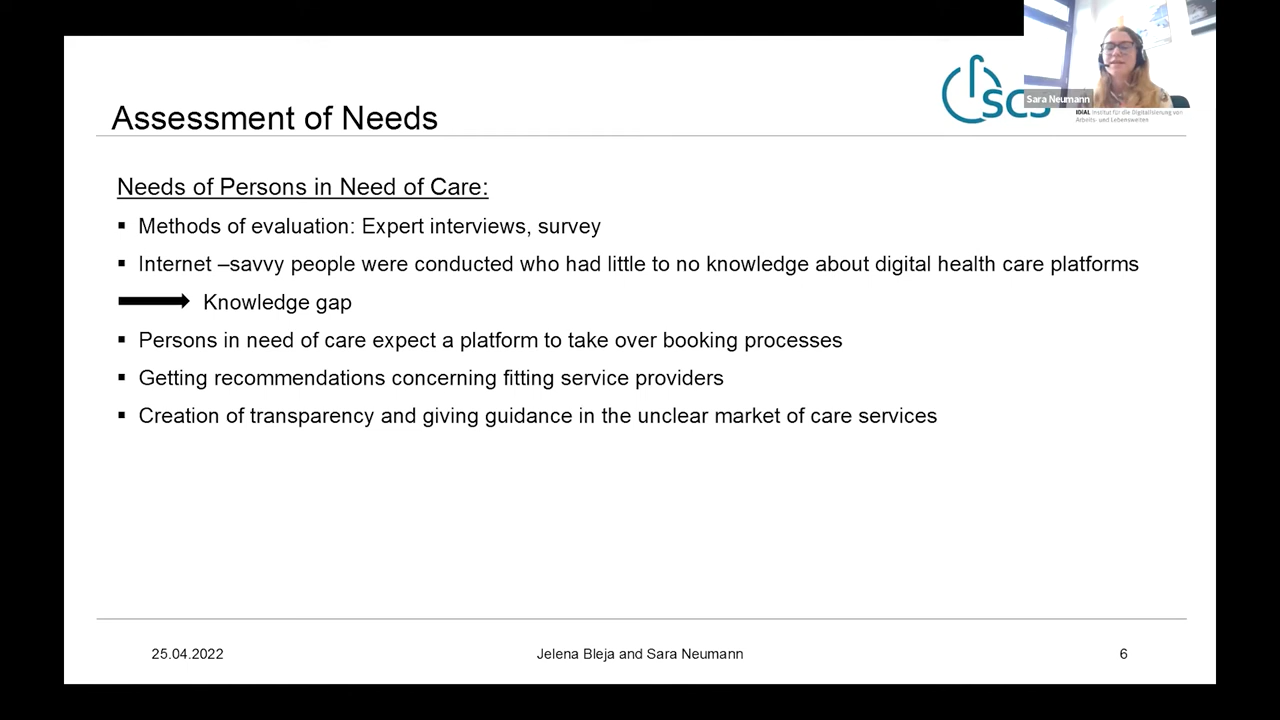 Assessment of Needs
Sara Neumann
IDiAL Institut für die Digitalisierung von
Arbeits- und Lebenswelten
Needs of Persons in Need of Care:
▪ Methods of evaluation: Expert interviews, survey
▪ Internet –savvy people were conducted who had little to no knowledge about digital health care platforms
Knowledge gap
▪ Persons in need of care expect a platform to take over booking processes
▪ Getting recommendations concerning fitting service providers
▪ Creation of transparency and giving guidance in the unclear market of care services
25.04.2022
Jelena Bleja and Sara Neumann
6